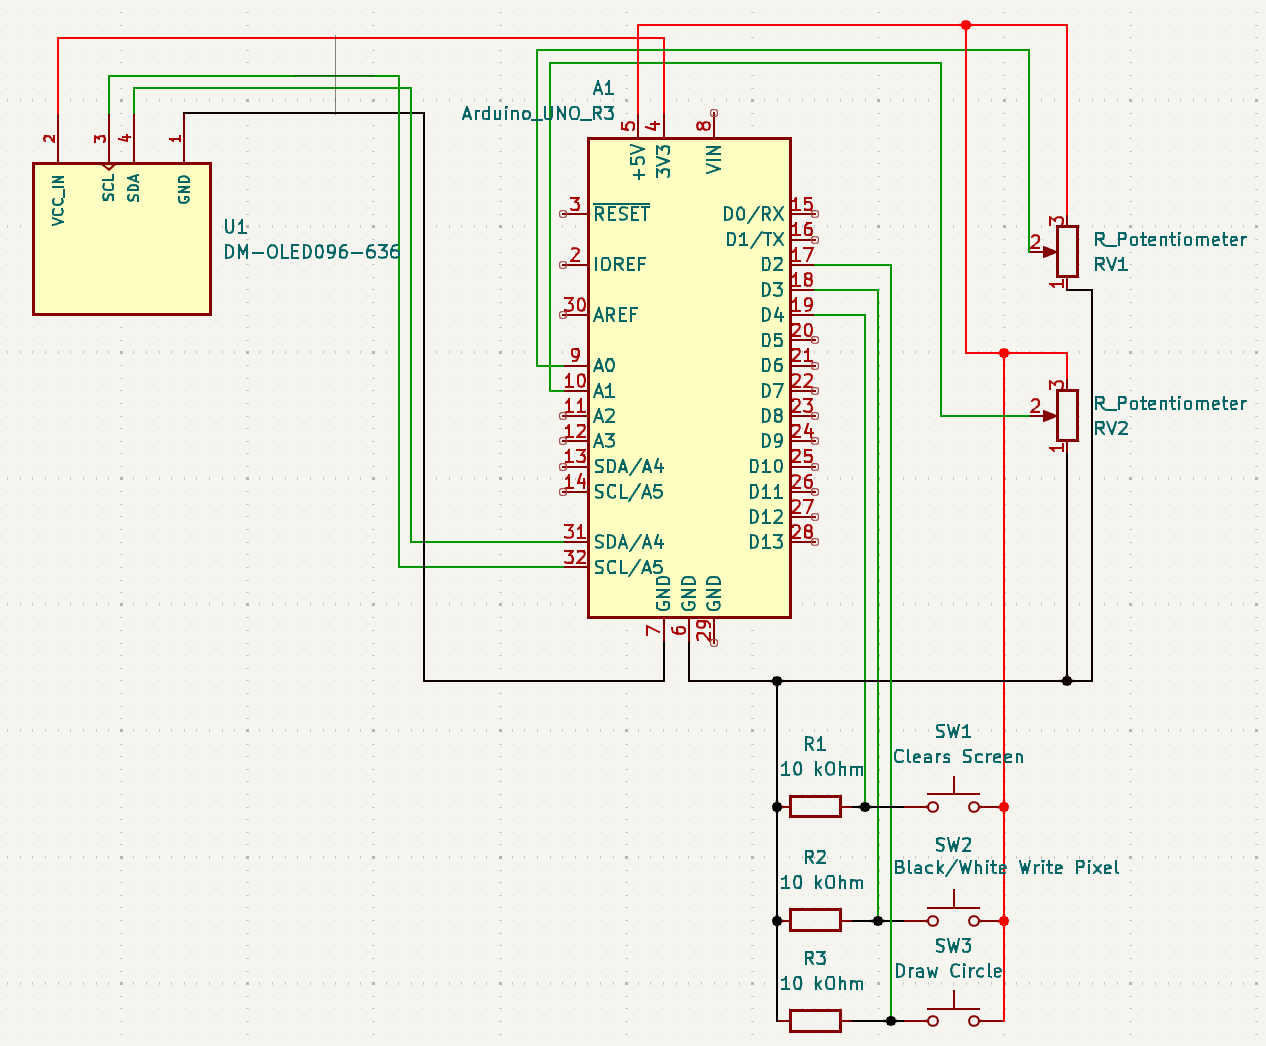 A1
Arduino_UNO_R3
5
4
8
+5V
3V3
VIN
2
3
4
1
VCC_IN
SCL
SDA
GND
U1
DM-OLED096-636
3
RESET
2
IOREF
30
AREF
9
A0
10
A1
11
A2
12
A3
13
SDA/A4
14
SCL/A5
31
SDA/A4
32
SCL/A5
D0/RX
15
D1/TX
16
D2
17
D3
18
D4
19
D5
20
D6
21
D7
22
D8
23
D9
24
D10
25
D11
26
D12
27
D13
28
GND
GND
GND
7
6
29
3
2
1
R_Potentiometer
RV1
3
2
1
R_Potentiometer
RV2
R1
10 kOhm
SW1
Clears Screen
R2
10 kOhm
SW2
Black/White Write Pixel
R3
10 kOhm
SW3
Draw Circle